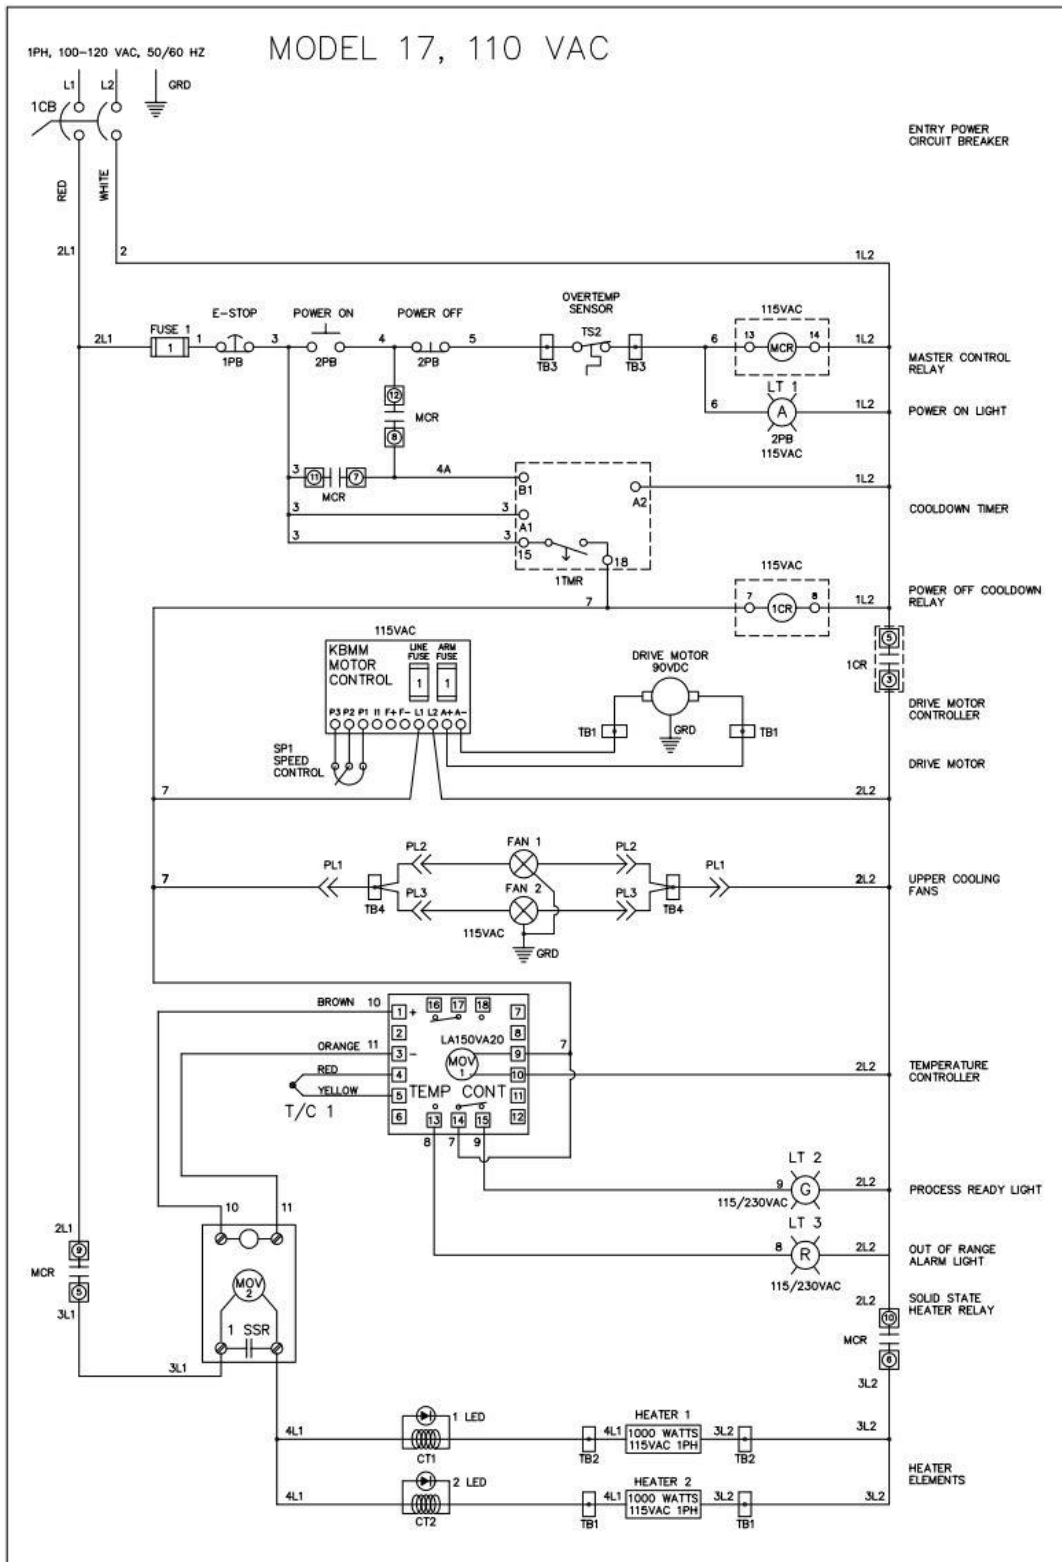 MODEL 17, 110 VAC
1PH, 100-120 VAC, 50/60 HZ
L1
L2
GRD
1CB
ENTRY POWER
CIRCUIT BREAKER
RED
WHITE
2L1
2
1L2
E-STOP
POWER ON
POWER OFF
OVERTEMP
SENSOR
115VAC
FUSE 1
2L1
1
1
3
4
5
TS2
6
13
MCR
14
1L2
1PB
2PB
2PB
TB3
TB3
MASTER CONTROL
RELAY
LT 1
12
MCR
8
6
A
1L2
POWER ON LIGHT
2PB
115VAC
3
11
7
4A
MCR
B1
A2
1L2
3
3
A1
COOLDOWN TIMER
3
3
15
18
1TMR
115VAC
7
7
1CR
8
1L2
POWER OFF COOLDOWN
RELAY
115VAC
KBMM
MOTOR
CONTROL
LINE
FUSE
ARM
FUSE
1
1
DRIVE MOTOR
90VDC
5
1CR
3
P3 P2 P1 I1 F+ F- L1 L2 A+ A-
TB1
GRD
TB1
DRIVE MOTOR
CONTROLLER
SP1
SPEED
CONTROL
DRIVE MOTOR
7
2L2
FAN 1
PL2
PL2
PL1
PL1
7
2L2
UPPER COOLING
FANS
TB4
PL3
FAN 2
PL3
TB4
115VAC
GRD
BROWN 10
1 +
16 17 18
7
2
8
LA150VA20
ORANGE 11
3 -
MOV
1
9
7
RED
4
10
2L2
TEMPERATURE
CONTROLLER
YELLOW
5
TEMP CONT
11
T/C 1
6
13 14 15
12
8 7 9
LT 2
9
G
2L2
PROCESS READY LIGHT
115/230VAC
10
11
LT 3
8
R
2L2
OUT OF RANGE
ALARM LIGHT
115/230VAC
2L1
9
MCR
5
3L1
MOV
2
1 SSR
3L1
2L2
SOLID STATE
HEATER RELAY
10
MCR
6
3L2
1 LED
HEATER 1
4L1
4L1
1000 WATTS
115VAC 1PH
3L2
3L2
CT1
TB2
TB2
2 LED
HEATER 2
HEATER
ELEMENTS
4L1
4L1
1000 WATTS
115VAC 1PH
3L2
3L2
CT2
TB1
TB1